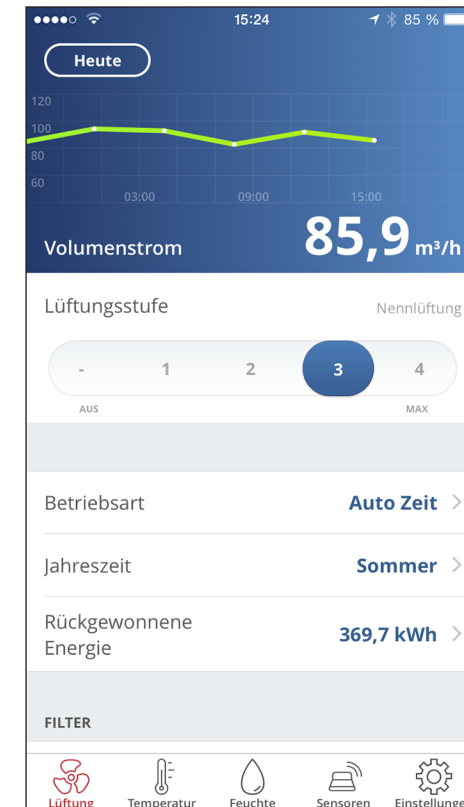 15:24 85 %
Heute
120
100
80
60
03:00 09:00 15:00
Volumenstrom 85,9 m³/h
Lüftungsstufe Nennlüftung
- 1 2 3 4
AUS MAX
Betriebsart Auto Zeit
Jahreszeit Sommer
Rückgewonnene
Energie 369,7 kWh
FILTER
Lüftung Temperatur Feuchte Sensoren Einstellunge